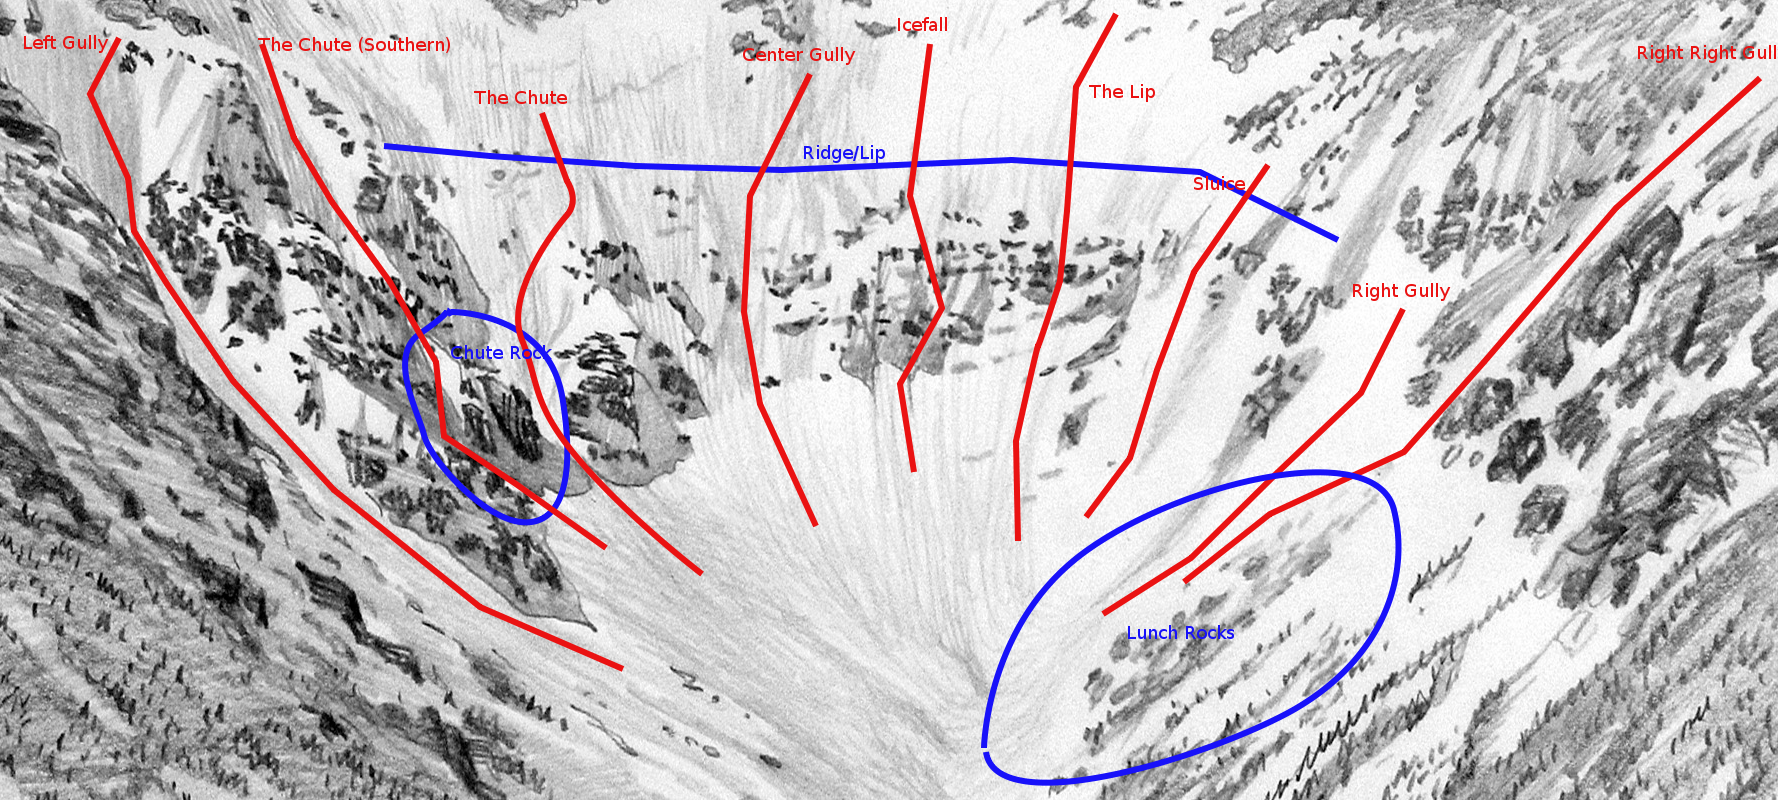 Left Gully
The Chute (Southern)
The Chute
Center Gully
Icefall
The Lip
Right Right Gull
Ridge/Lip
Sluice
Right Gully
Chute Rock
Lunch Rocks